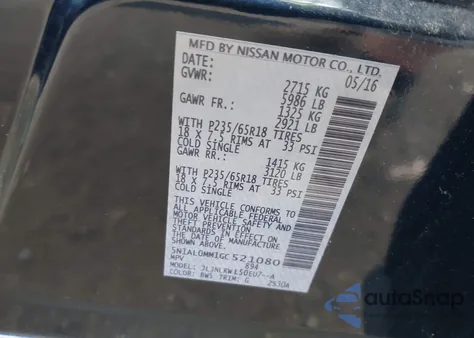 MFD BY NISSAN MOTOR CO., LTD.
DATE: 05/16
GVWR: 2715 KG
5986 LB
GAWR FR.: 1325 KG
2921 LB
WITH P235/65R18 TIRES
18 X 7.5 RIMS AT 33 PSI
COLD SINGLE
GAWR RR.: 1415 KG
3120 LB
WITH P235/65R18 TIRES
18 X 7.5 RIMS AT 33 PSI
COLD SINGLE
THIS VEHICLE CONFORMS TO
ALL APPLICABLE FEDERAL
MOTOR VEHICLE SAFETY AND
THEFT PREVENTION
STANDARDS IN EFFECT ON
THE DATE OF MANUFACTURE
SHOWN ABOVE.
5N1AL0MM1GC521080
MPV 894
MODEL:
COLOR: BW5 TRIM: G 2930A
autoSnap